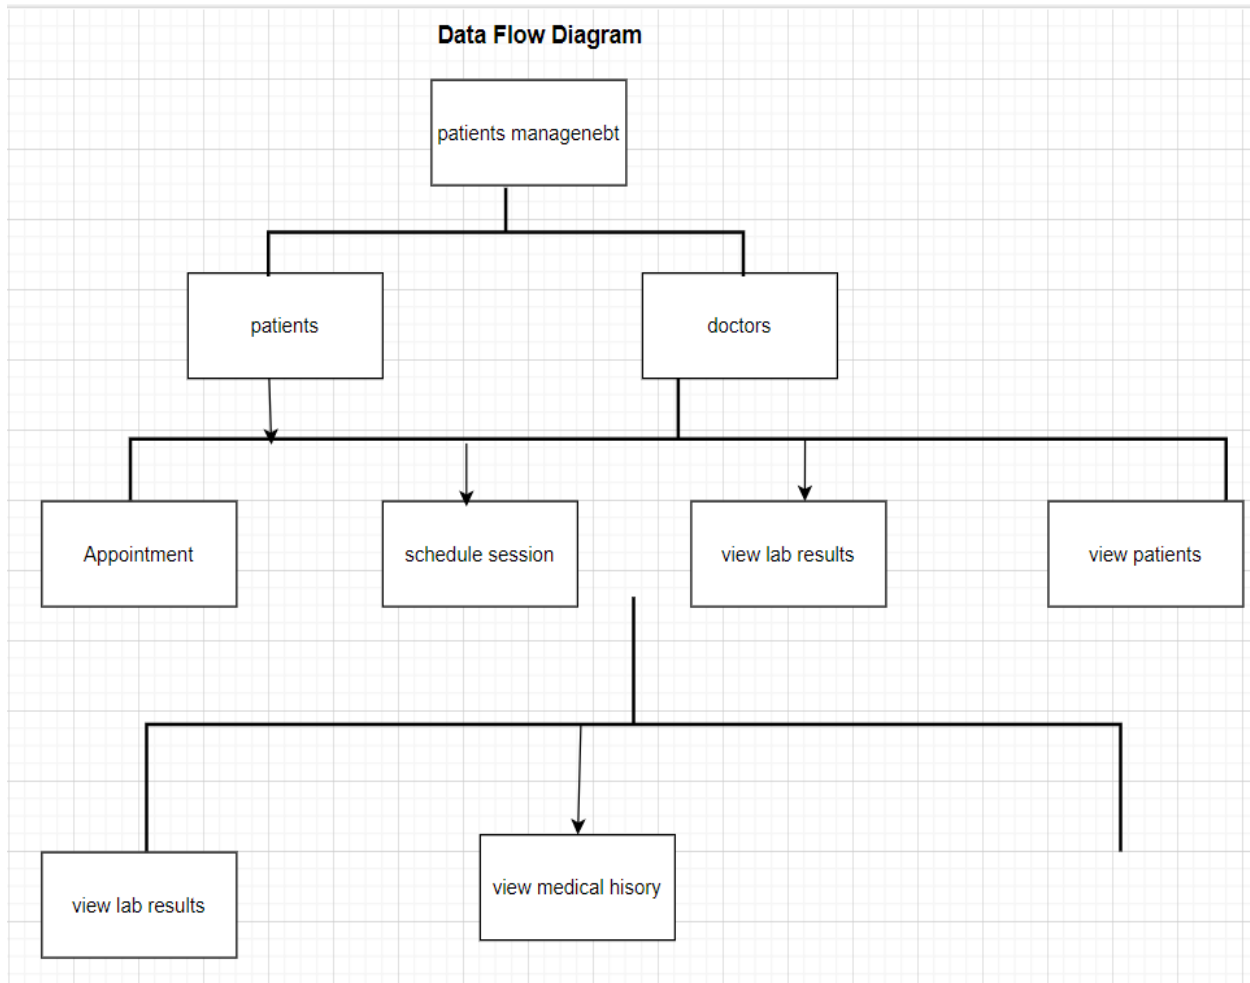 Data Flow Diagram
patients managenebt
patients
doctors
Appointment
schedule session
view lab results
view patients
view lab results
view medical hisory